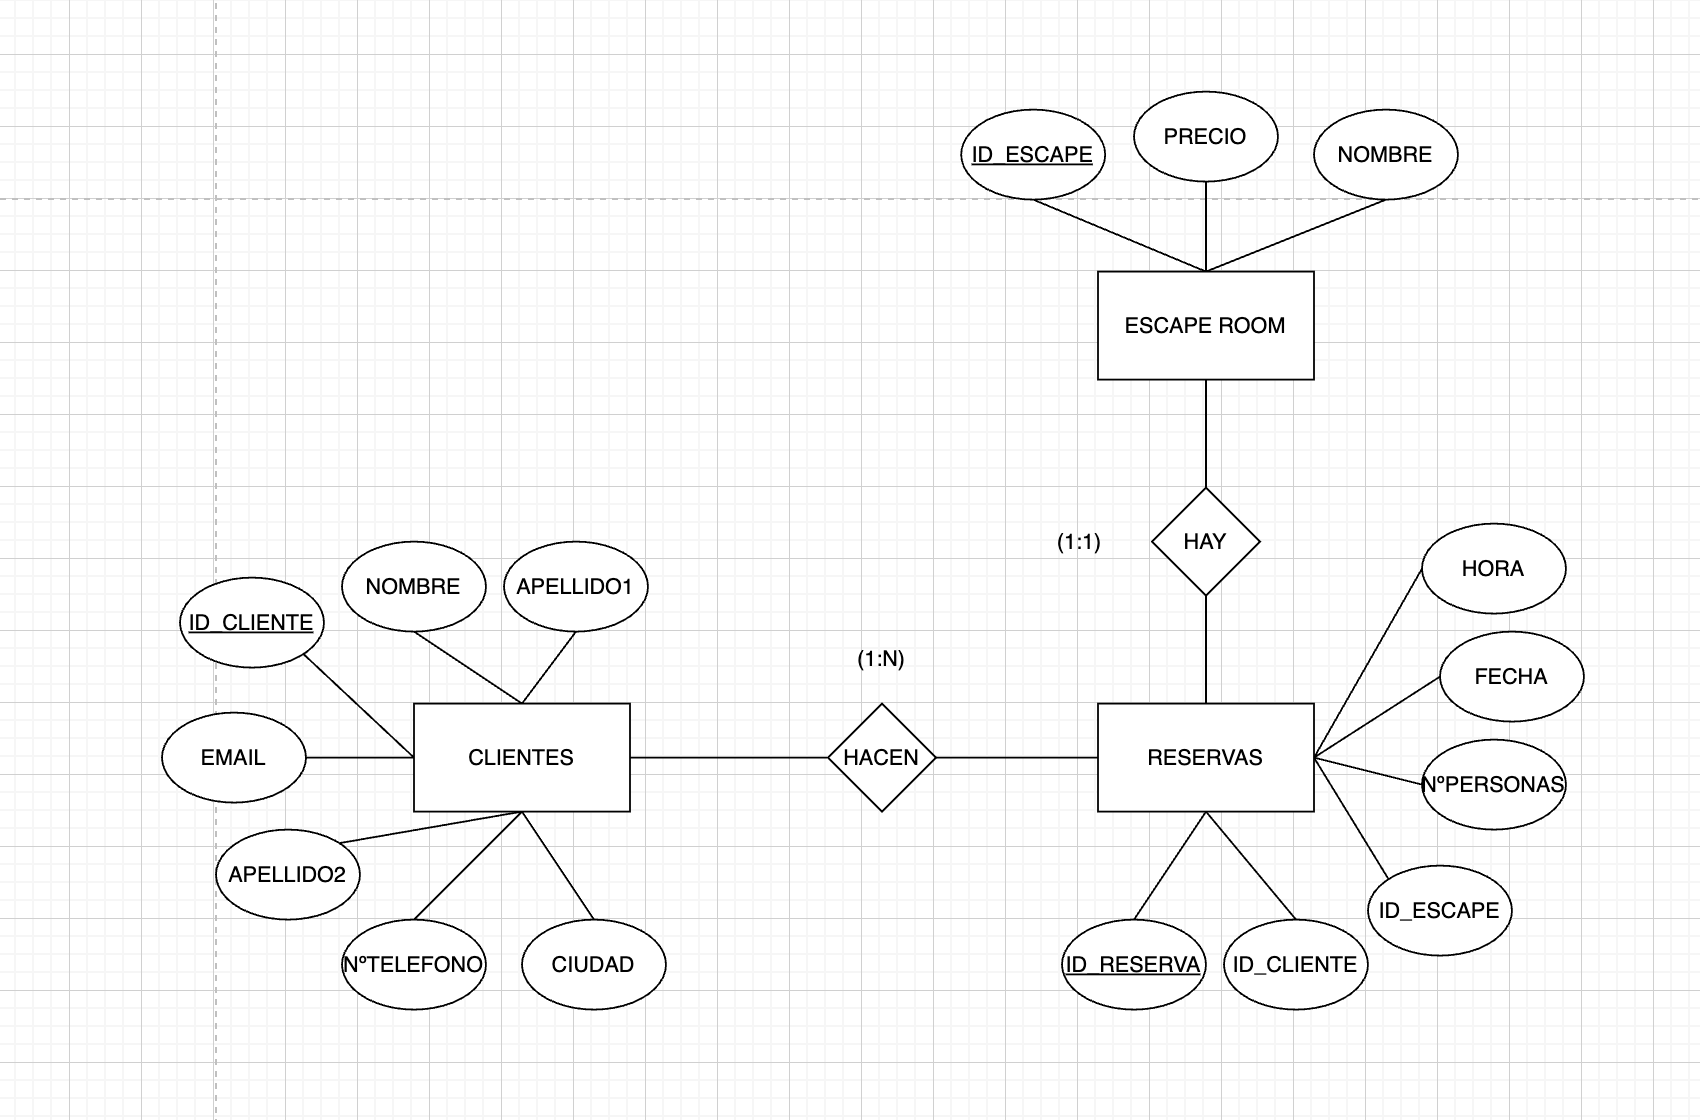 PRECIO
ID_ESCAPE
NOMBRE
ESCAPE ROOM
(1:1)
HAY
HORA
NOMBRE
APELLIDO1
ID_CLIENTE
(1:N)
FECHA
EMAIL
CLIENTES
HACEN
RESERVAS
NºPERSONAS
APELLIDO2
ID_ESCAPE
NºTELEFONO
CIUDAD
ID_RESERVA
ID_CLIENTE